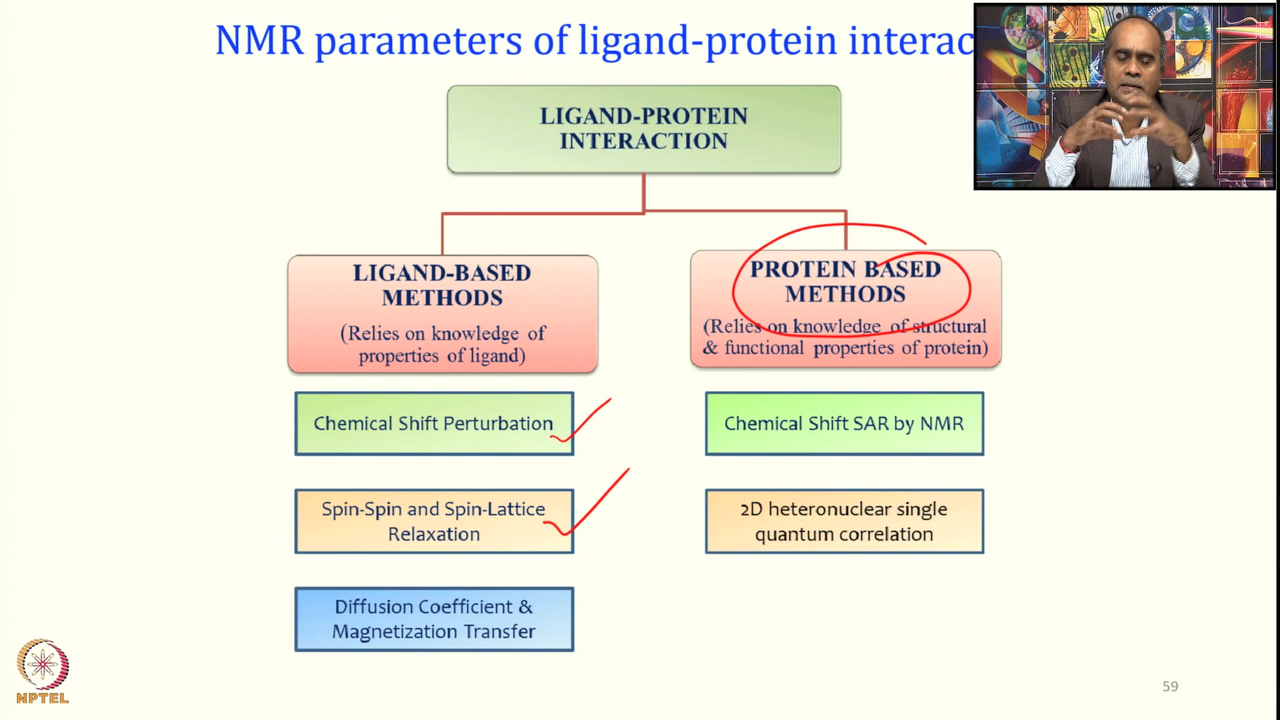 NMR parameters of ligand-protein interac
LIGAND-PROTEIN
INTERACTION
LIGAND-BASED
METHODS
(Relies on knowledge of
properties of ligand)
Chemical Shift Perturbation
Spin-Spin and Spin-Lattice
Relaxation
Diffusion Coefficient &
Magnetization Transfer
PROTEIN BASED
METHODS
(Relies on knowledge of structural
& functional properties of protein)
Chemical Shift SAR by NMR
2D heteronuclear single
quantum correlation
NPTEL
59